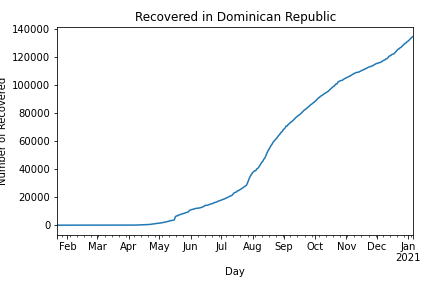 Recovered in Dominican Republic
Number of Recovered
140000
120000
100000
80000
60000
40000
20000
0
Feb Mar Apr May Jun Jul Aug Sep Oct Nov Dec Jan
2021
Day